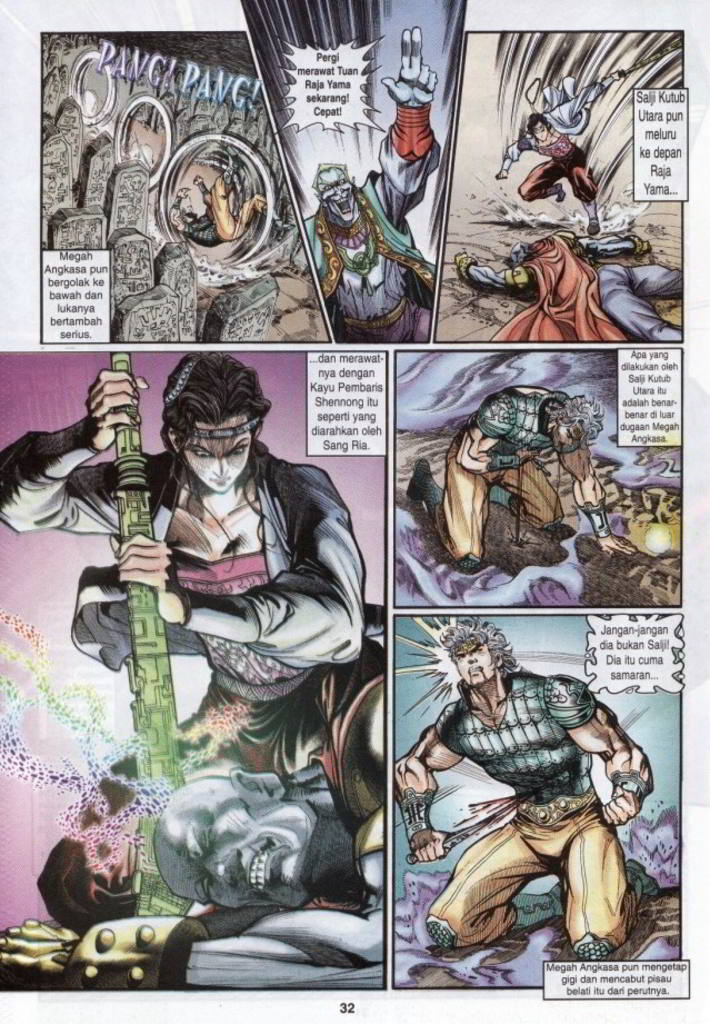 PANG! PANG!
Megah
Angkasa pun
bergolak ke
bawah dan
lukanya
bertambah
serius.
Pergi
merawat Tuan
Raja Yama
sekarang!
Cepat!
Salji Kutub
Utara pun
meluru
ke depan
Raja
Yama...
...dan merawat-
nya dengan
Kayu Pembaris
Shennong itu
seperti yang
diarahkan oleh
Sang Ria.
Apa yang
dilakukan oleh
Salji Kutub
Utara itu
adalah benar-
benar di luar
dugaan Megah
Angkasa.
Jangan-jangan
dia bukan Salji!
Dia itu cuma
samaran...
Megah Angkasa pun mengetap
gigi dan mencabut pisau
belati itu dari perutnya.
32